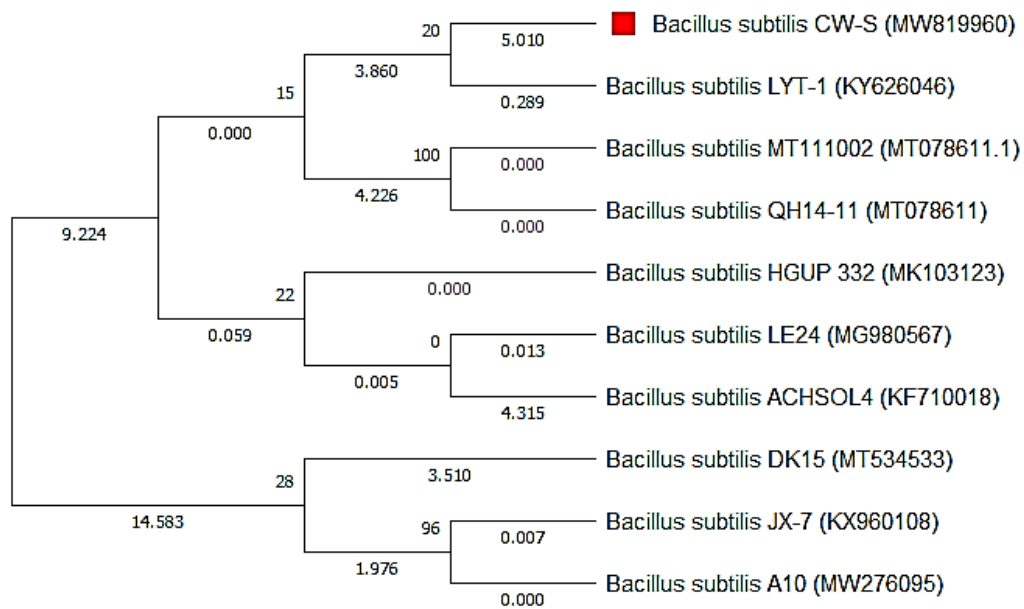 20
Bacillus subtilis CW-S (MW819960)
5.010
3.860
Bacillus subtilis LYT-1 (KY626046)
15
0.289
0.000
Bacillus subtilis MT111002 (MT078611.1)
100
0.000
4.226
Bacillus subtilis QH14-11 (MT078611)
0.000
9.224
Bacillus subtilis HGUP 332 (MK103123)
22
0.000
0.059
Bacillus subtilis LE24 (MG980567)
0
0.013
0.005
Bacillus subtilis ACHSOL4 (KF710018)
4.315
Bacillus subtilis DK15 (MT534533)
28
3.510
14.583
Bacillus subtilis JX-7 (KX960108)
96
0.007
1.976
Bacillus subtilis A10 (MW276095)
0.000